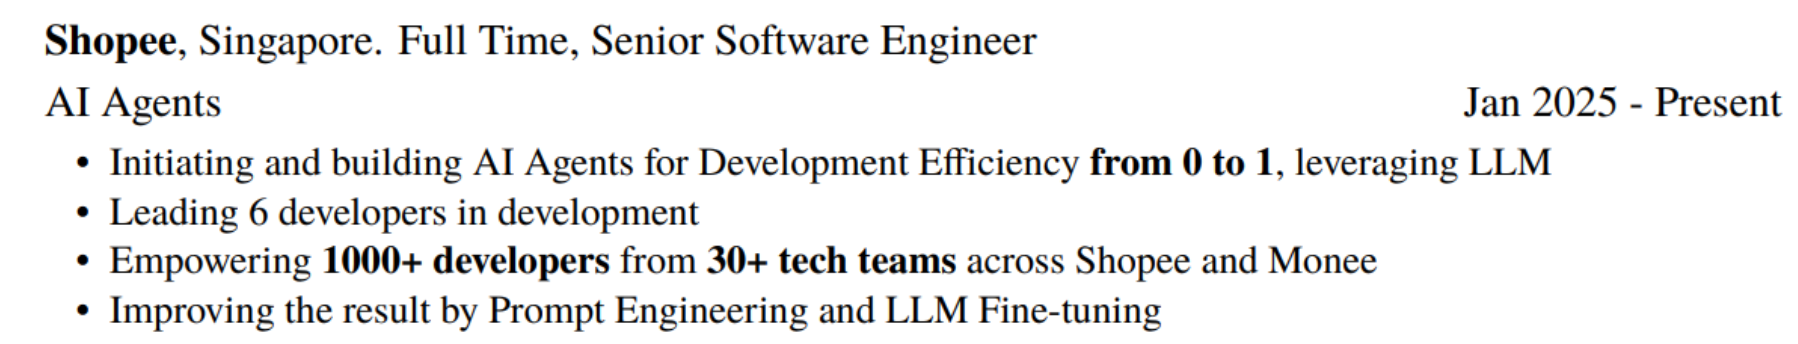 Shopee, Singapore. Full Time, Senior Software Engineer
AI Agents Jan 2025 - Present
• Initiating and building AI Agents for Development Efficiency from 0 to 1, leveraging LLM
• Leading 6 developers in development
• Empowering 1000+ developers from 30+ tech teams across Shopee and Monee
• Improving the result by Prompt Engineering and LLM Fine-tuning